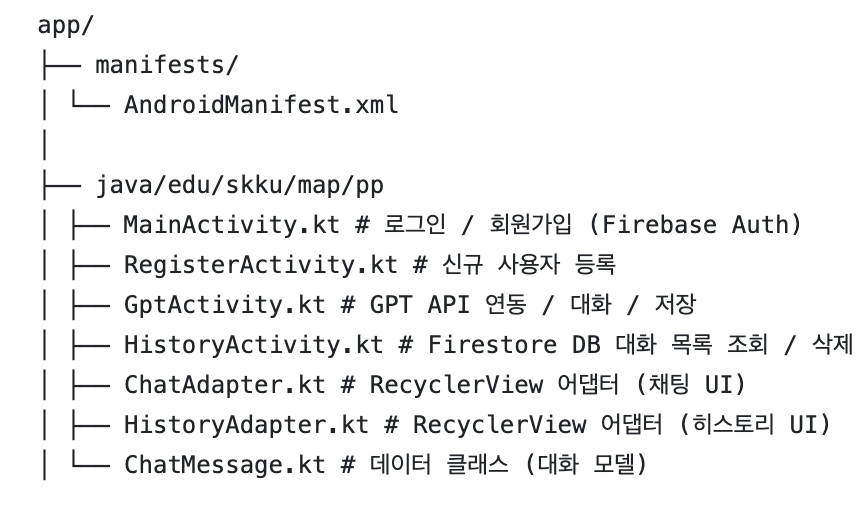 app/
├── manifests/
│ └── AndroidManifest.xml
│
├── java/edu/skku/map/pp
│ ├── MainActivity.kt # 로그인 / 회원가입 (Firebase Auth)
│ ├── RegisterActivity.kt # 신규 사용자 등록
│ ├── GptActivity.kt # GPT API 연동 / 대화 / 저장
│ ├── HistoryActivity.kt # Firestore DB 대화 목록 조회 / 삭제
│ ├── ChatAdapter.kt # RecyclerView 어댑터 (채팅 UI)
│ ├── HistoryAdapter.kt # RecyclerView 어댑터 (히스토리 UI)
│ └── ChatMessage.kt # 데이터 클래스 (대화 모델)